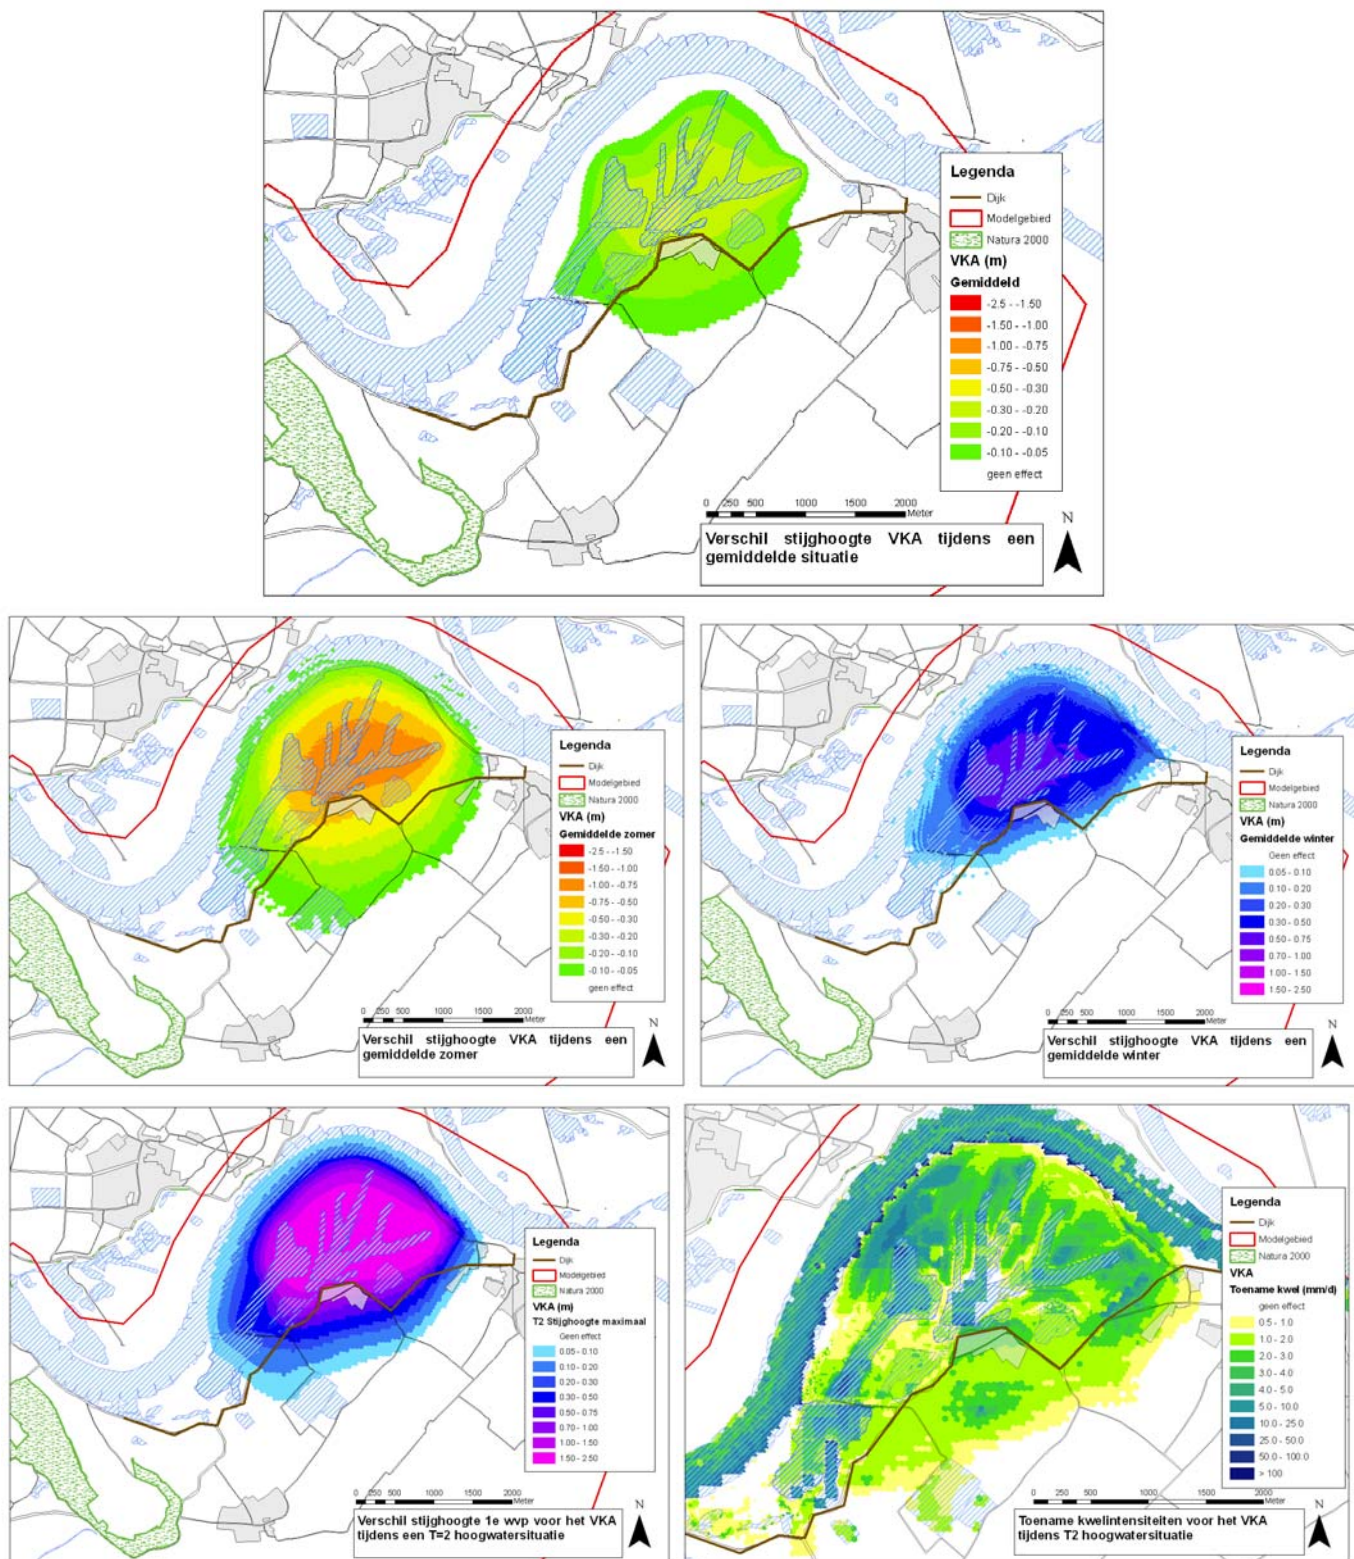 Legenda
Dijk
Modelgebied
Natura 2000
VKA (m)
Gemiddeld
-2.5 - -1.50
-1.50 - -1.00
-1.00 - -0.75
-0.75 - -0.50
-0.50 - -0.30
-0.30 - -0.20
-0.20 - -0.10
-0.10 - -0.05
geen effect
0 250 500 1000 1500 2000
Meter
Verschil stijghoogte VKA tijdens een
gemiddelde situatie
N
Legenda
Dijk
Modelgebied
Natura 2000
VKA (m)
Gemiddelde zomer
-2.5 - -1.50
-1.50 - -1.00
-1.00 - -0.75
-0.75 - -0.50
-0.50 - -0.30
-0.30 - -0.20
-0.20 - -0.10
-0.10 - -0.05
geen effect
0 250 500 1000 1500 2000
Meter
Verschil stijghoogte VKA tijdens een
gemiddelde zomer
N
Legenda
Dijk
Modelgebied
Natura 2000
VKA (m)
Gemiddelde winter
Geen effect
0.05 - 0.10
0.10 - 0.20
0.20 - 0.30
0.30 - 0.50
0.50 - 0.75
0.70 - 1.00
1.00 - 1.50
1.50 - 2.50
0 250 500 1000 1500 2000
Meter
Verschil stijghoogte VKA tijdens een
gemiddelde winter
N
Legenda
Dijk
Modelgebied
Natura 2000
VKA (m)
T2 Stijghoogte maximaal
Geen effect
0.05 - 0.10
0.10 - 0.20
0.20 - 0.30
0.30 - 0.50
0.50 - 0.75
0.70 - 1.00
1.00 - 1.50
1.50 - 2.50
0 250 500 1000 1500 2000
Meter
Verschil stijghoogte 1e wvp voor het VKA
tijdens een T=2 hoogwatersituatie
N
Legenda
Dijk
Modelgebied
Natura 2000
VKA
Toename kwel (mm/d)
geen effect
0.5 - 1.0
1.0 - 2.0
2.0 - 3.0
3.0 - 4.0
4.0 - 5.0
5.0 - 10.0
10.0 - 25.0
25.0 - 50.0
50.0 - 100.0
> 100
0 250 500 1000 1500 2000
Meter
Toename kwelintensiteiten voor het VKA
tijdens T2 hoogwatersituatie
N